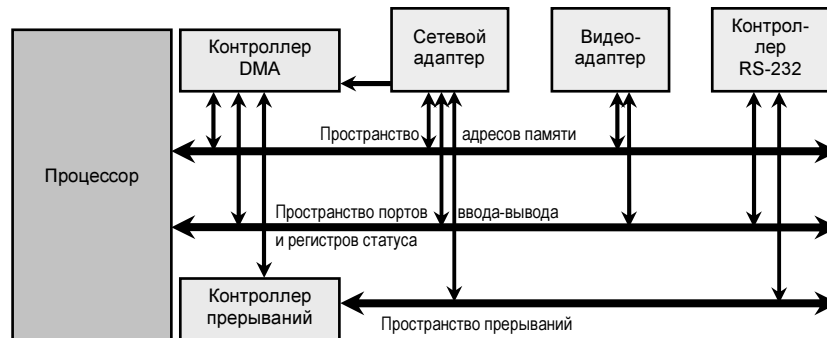 Контроллер
DMA
Сетевой
адаптер
Видео-
адаптер
Контрол-
лер
RS-232
Пространство адресов памяти
Процессор
Пространство портов ввода-вывода
и регистров статуса
Контроллер
прерываний
Пространство прерываний